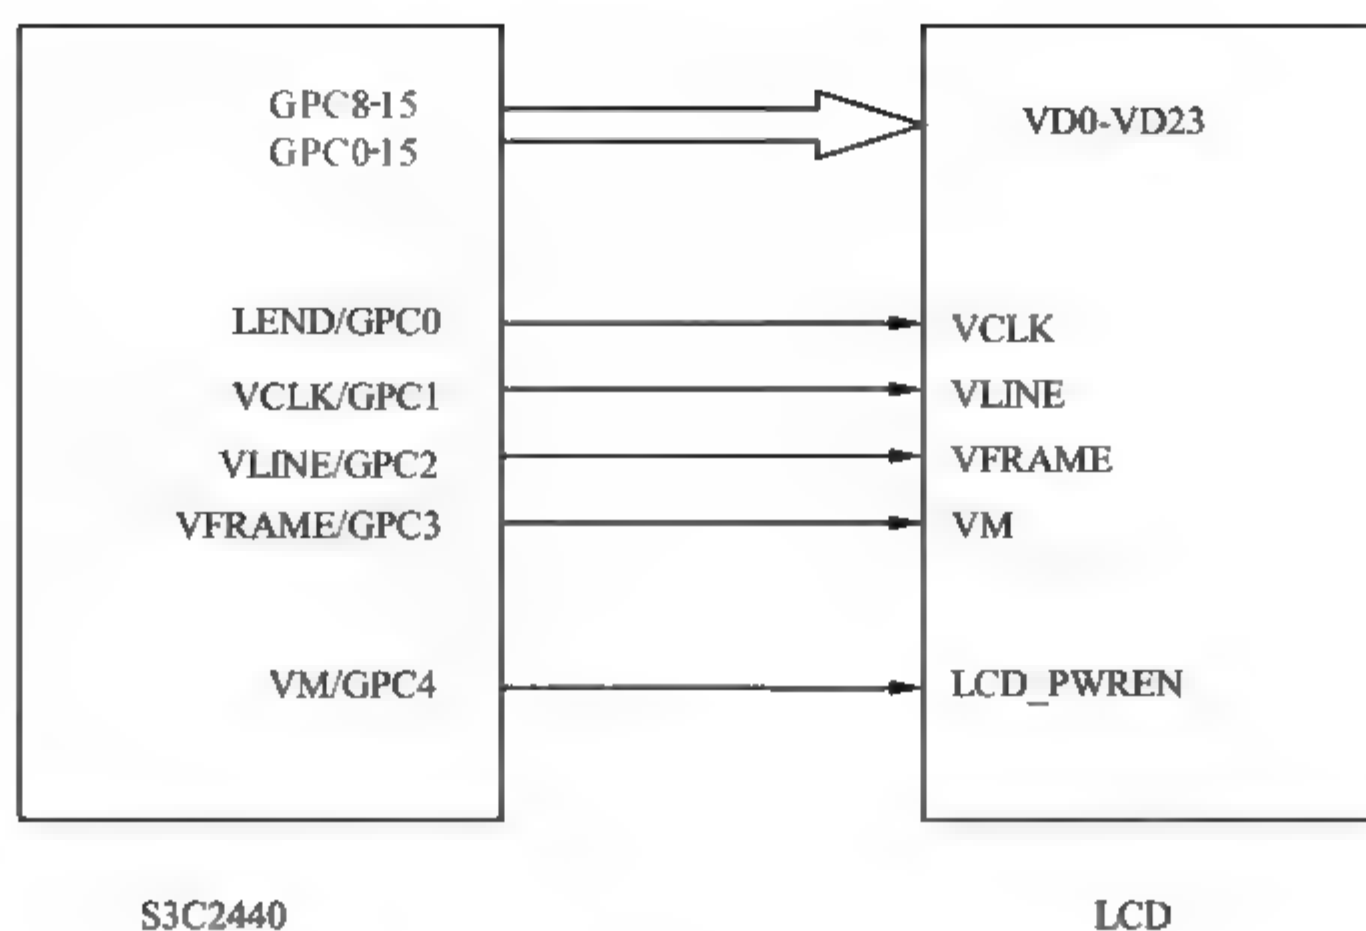 GPC8-15
GPC0-15
VD0-VD23
LEND/GPC0
VCLK
VCLK/GPC1
VLINE
VLINE/GPC2
VFRAME
VFRAME/GPC3
VM
VM/GPC4
LCD_PWREN
S3C2440
LCD